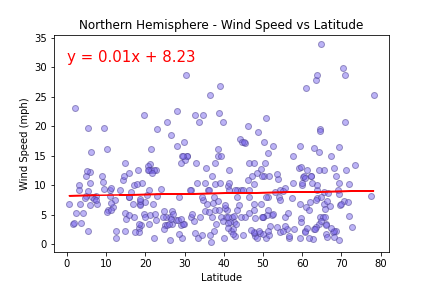 Northern Hemisphere - Wind Speed vs Latitude
y = 0.01x + 8.23
35
30
25
20
15
10
5
0
Wind Speed (mph)
0 10 20 30 40 50 60 70 80
Latitude